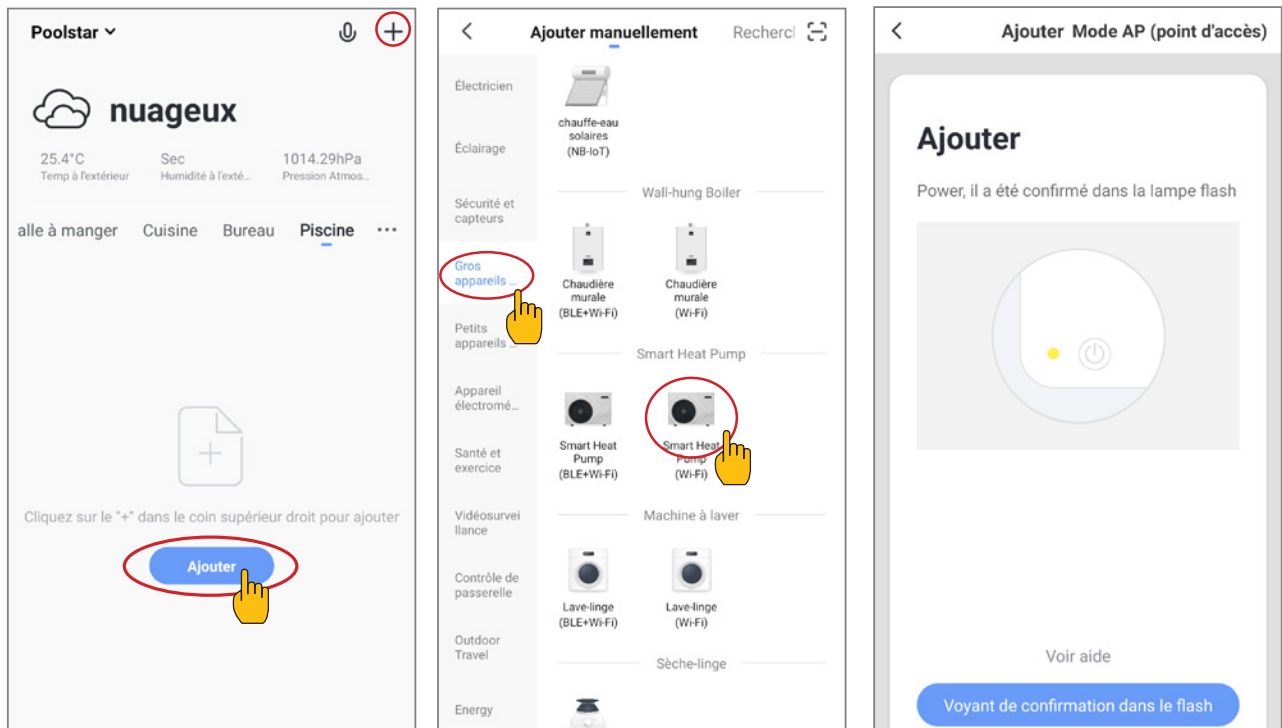 Poolstar
nuageux
25.4°C Sec 1014.29hPa
Temp à l'extérieur Humidité à l'exté... Pression Atmos...
alle à manger Cuisine Bureau Piscine ...
Cliquez sur le "+" dans le coin supérieur droit pour ajouter
Ajouter
Ajouter manuellement Recherc
Électricien
Éclairage
Sécurité et
capteurs
Gros
appareils ...
Petits
appareils ...
Appareil
électromé...
Santé et
exercice
Vidéosurvei
llance
Contrôle de
passerelle
Outdoor
Travel
Energy
chauffe-eau
solaires
(NB-IoT)
Wall-hung Boiler
Chaudière
murale
(BLE+Wi-Fi)
Chaudière
murale
(Wi-Fi)
Smart Heat Pump
Smart Heat
Pump
(BLE+Wi-Fi)
Smart Heat
Pump
(Wi-Fi)
Machine à laver
Lave-linge
(BLE+Wi-Fi)
Lave-linge
(Wi-Fi)
Sèche-linge
Ajouter Mode AP (point d'accès)
Ajouter
Power, il a été confirmé dans la lampe flash
Voir aide
Voyant de confirmation dans le flash